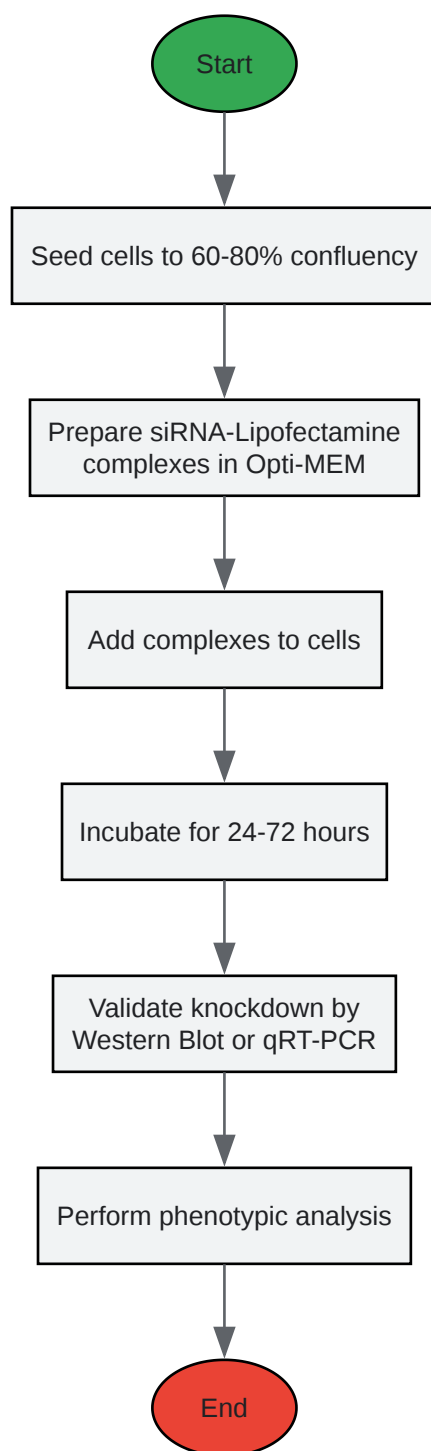 Start
Seed cells to 60-80% confluency
Prepare siRNA-Lipofectamine
complexes in Opti-MEM
Add complexes to cells
Incubate for 24-72 hours
Validate knockdown by
Western Blot or qRT-PCR
Perform phenotypic analysis
End